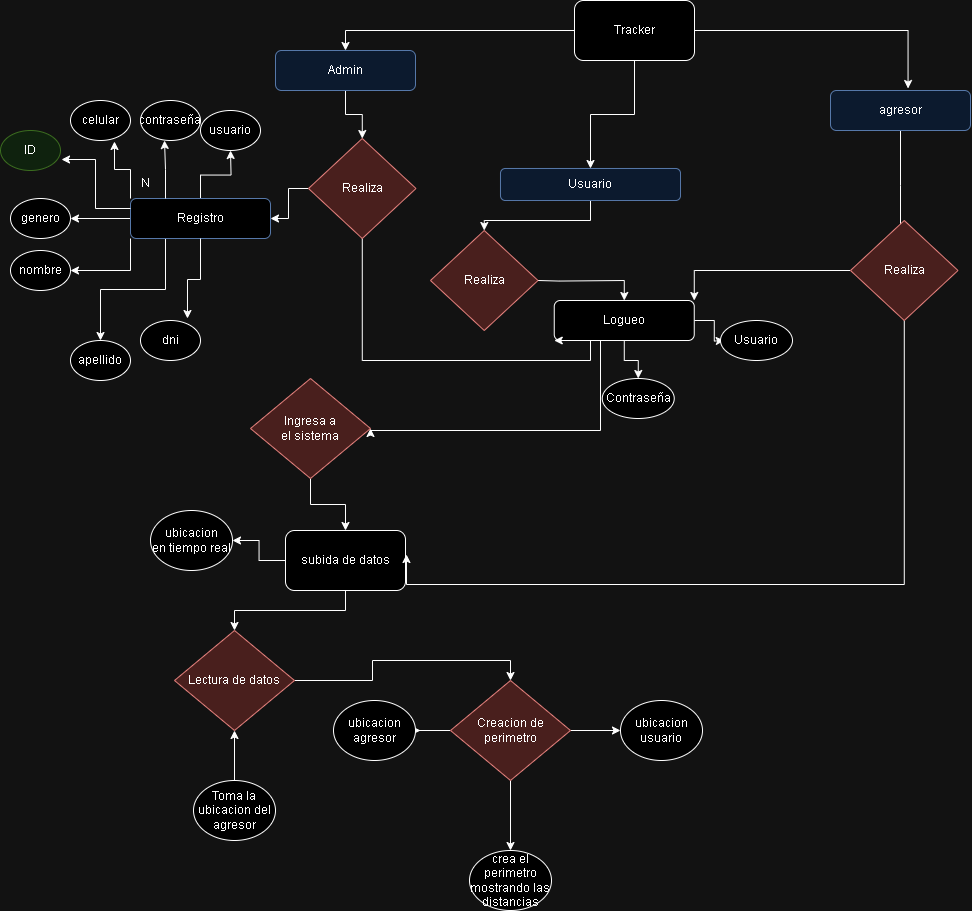 Tracker
Admin
agresor
celular
contraseña
usuario
ID
N
Realiza
Usuario
Registro
genero
nombre
Realiza
Realiza
Logueo
Usuario
dni
apellido
Contraseña
Ingresa a
el sistema
ubicacion
en tiempo real
subida de datos
Lectura de datos
ubicacion
agresor
Creacion de
perimetro
ubicacion
usuario
Toma la
ubicacion del
agresor
crea el
perimetro
mostrando las
distancias